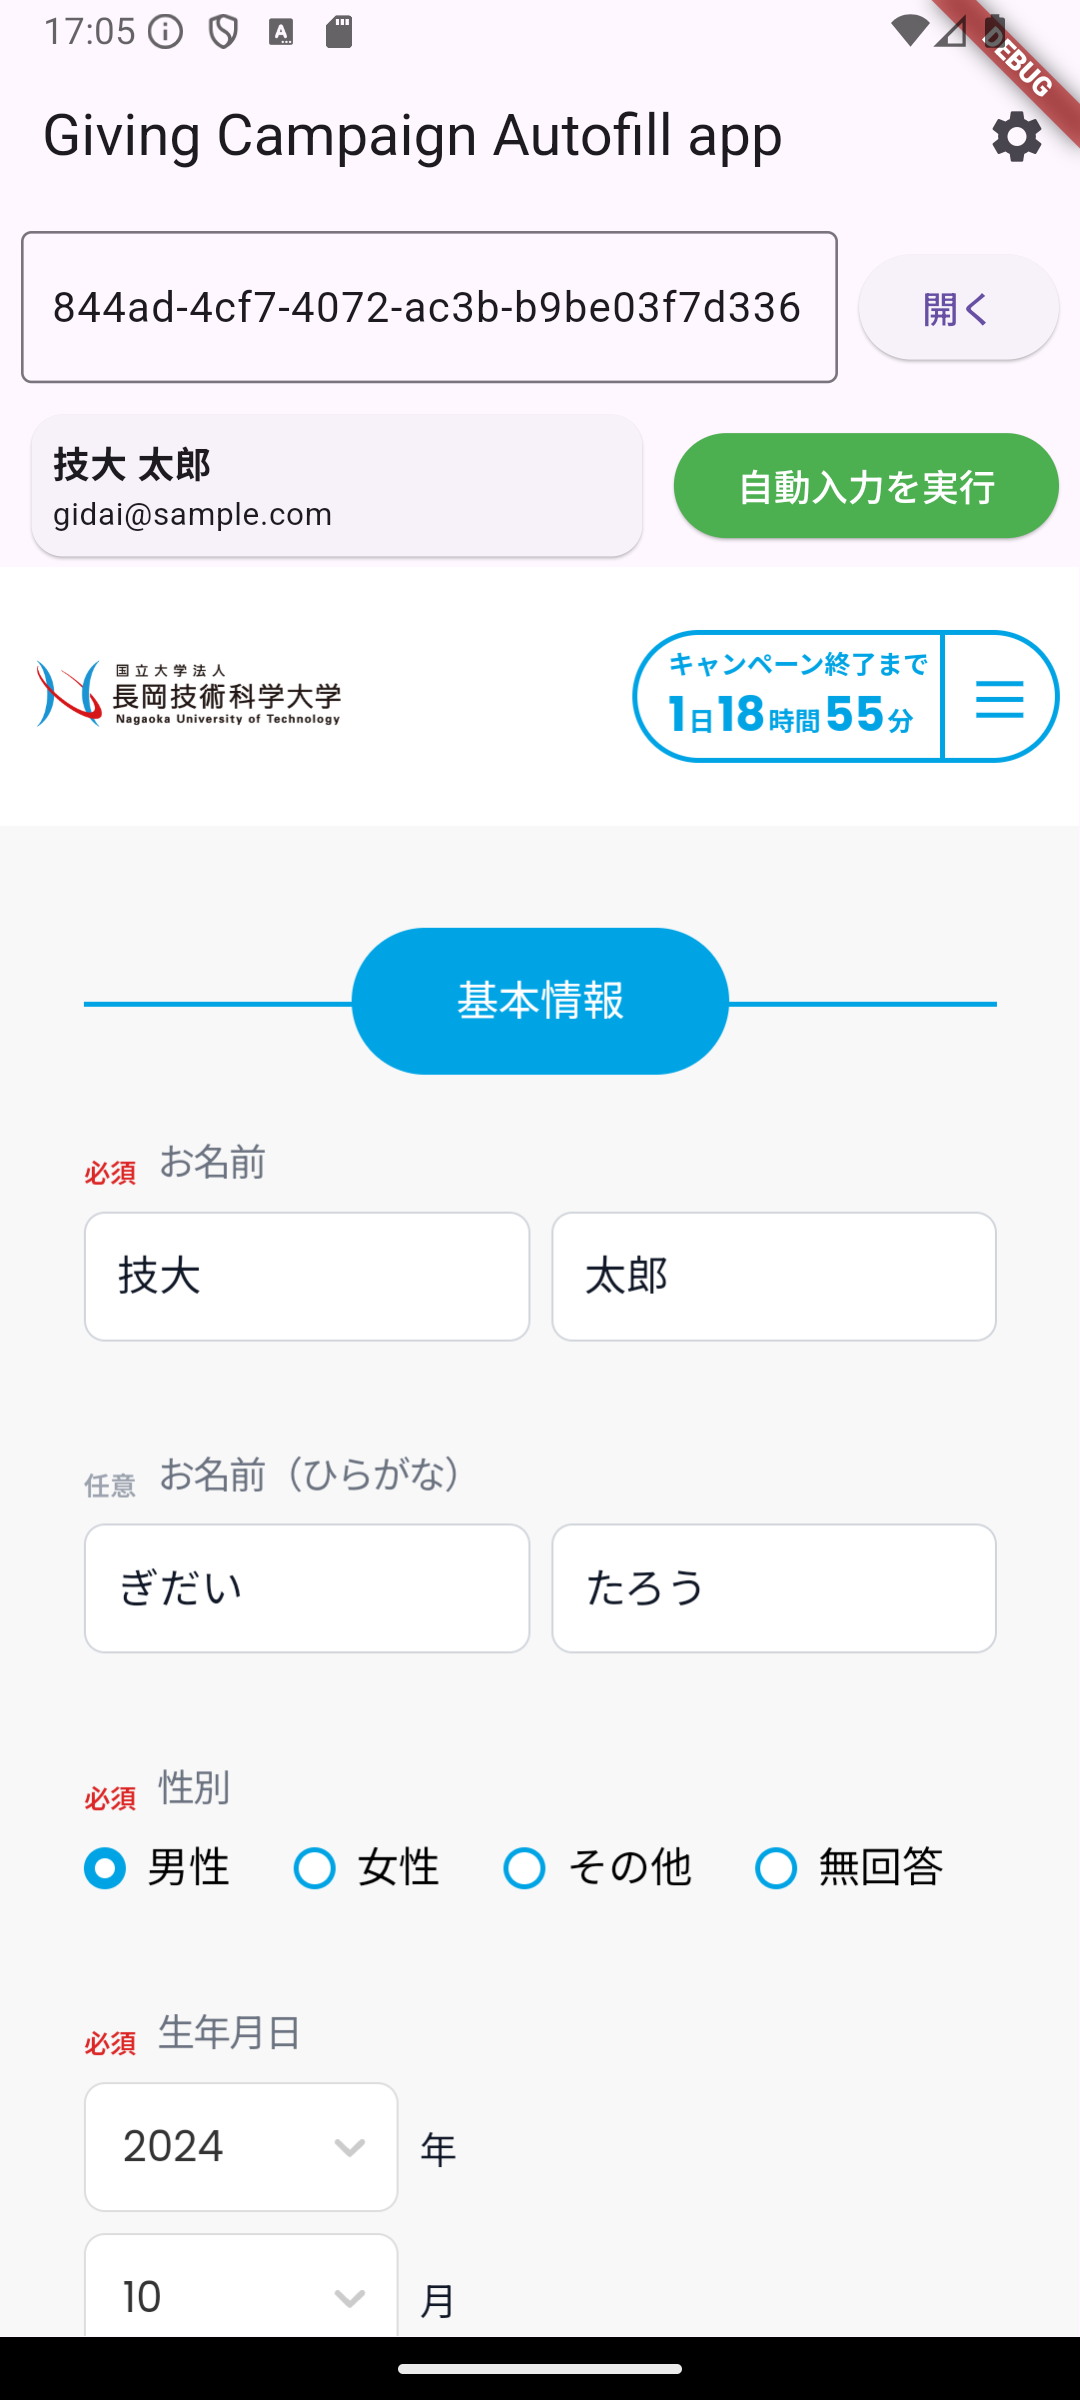 17:05
DEBUG
Giving Campaign Autofill app
844ad-4cf7-4072-ac3b-b9be03f7d336
開く
技大 太郎
gidai@sample.com
自動入力を実行
国立大学法人
長岡技術科学大学
Nagaoka University of Technology
キャンペーン終了まで
1日18時間55分
基本情報
必須 お名前
技大 太郎
任意 お名前（ひらがな）
ぎだい たろう
必須 性別
男性 女性 その他 無回答
必須 生年月日
2024 年
10 月